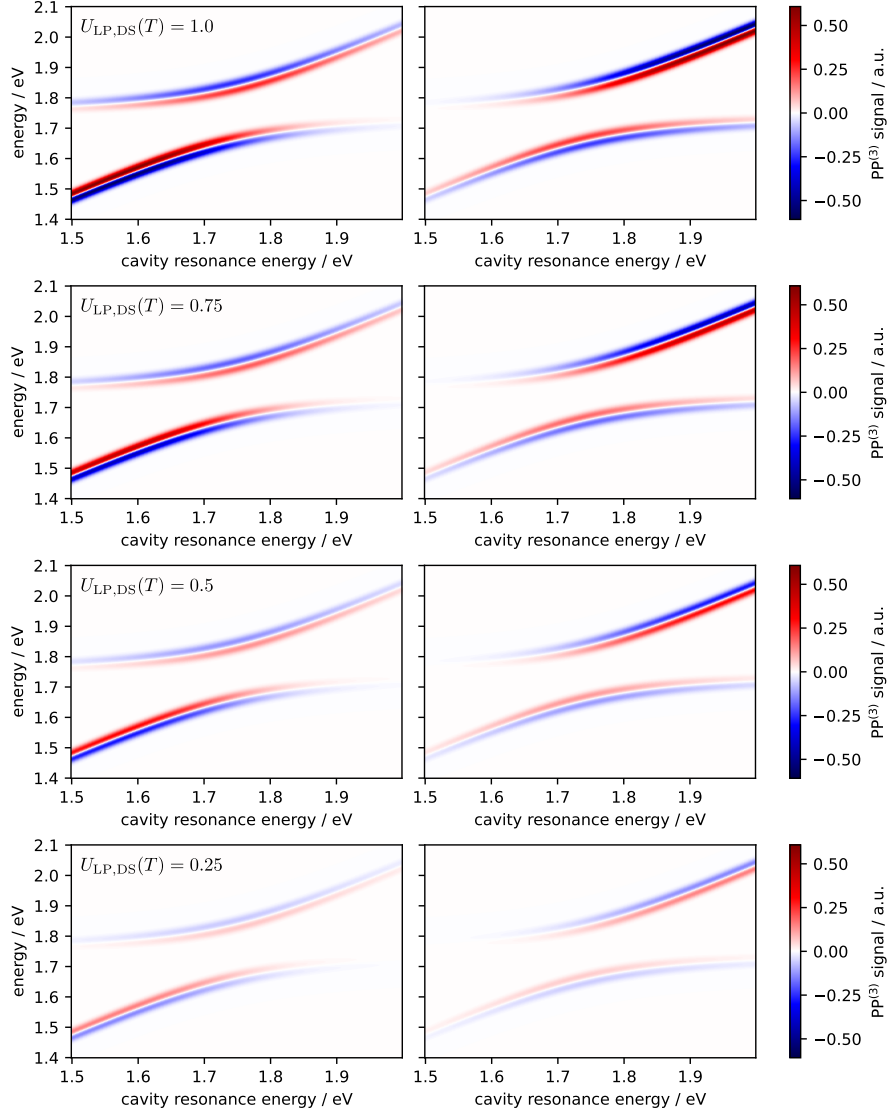 2.1
2.0
1.9
1.8
1.7
1.6
1.5
1.4
energy / eV
$U_{\mathrm{LP,DS}}(T) = 1.0$
1.5 1.6 1.7 1.8 1.9
cavity resonance energy / eV
1.5 1.6 1.7 1.8 1.9
cavity resonance energy / eV
0.50
0.25
0.00
−0.25
−0.50
PP⁽³⁾ signal / a.u.
2.1
2.0
1.9
1.8
1.7
1.6
1.5
1.4
energy / eV
$U_{\mathrm{LP,DS}}(T) = 0.75$
1.5 1.6 1.7 1.8 1.9
cavity resonance energy / eV
1.5 1.6 1.7 1.8 1.9
cavity resonance energy / eV
0.50
0.25
0.00
−0.25
−0.50
PP⁽³⁾ signal / a.u.
2.1
2.0
1.9
1.8
1.7
1.6
1.5
1.4
energy / eV
$U_{\mathrm{LP,DS}}(T) = 0.5$
1.5 1.6 1.7 1.8 1.9
cavity resonance energy / eV
1.5 1.6 1.7 1.8 1.9
cavity resonance energy / eV
0.50
0.25
0.00
−0.25
−0.50
PP⁽³⁾ signal / a.u.
2.1
2.0
1.9
1.8
1.7
1.6
1.5
1.4
energy / eV
$U_{\mathrm{LP,DS}}(T) = 0.25$
1.5 1.6 1.7 1.8 1.9
cavity resonance energy / eV
1.5 1.6 1.7 1.8 1.9
cavity resonance energy / eV
0.50
0.25
0.00
−0.25
−0.50
PP⁽³⁾ signal / a.u.